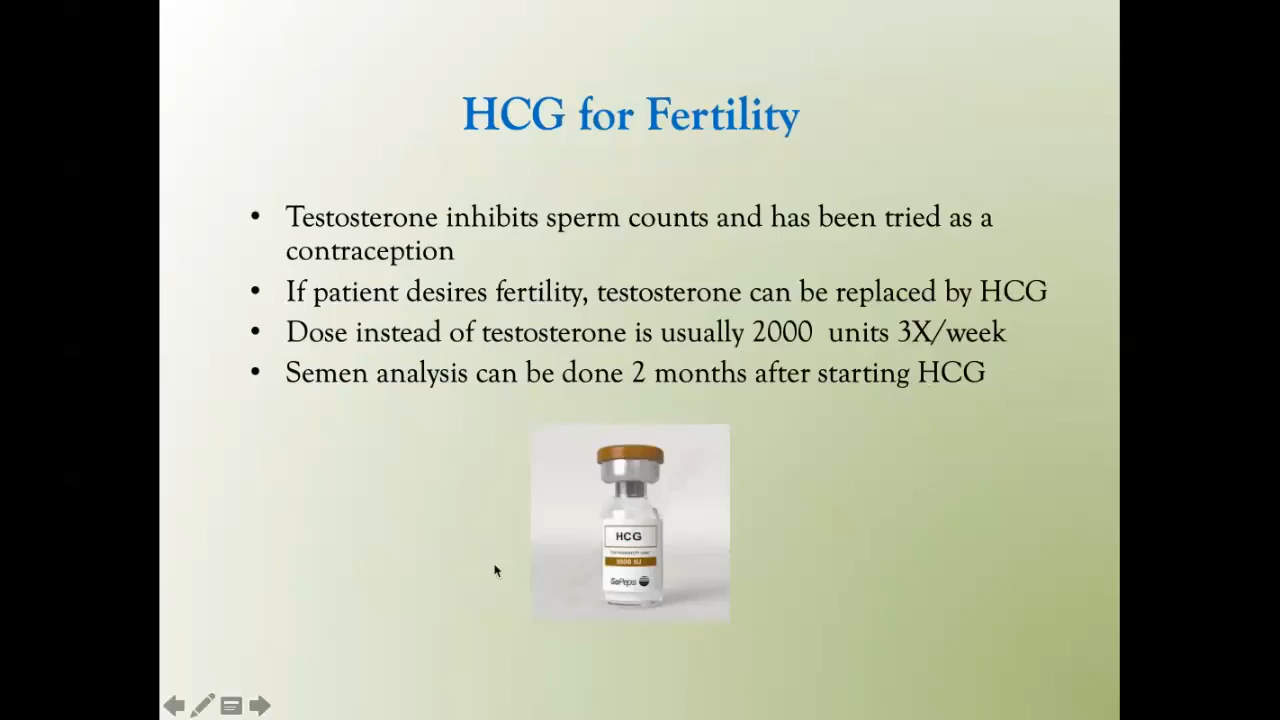 HCG for Fertility
• Testosterone inhibits sperm counts and has been tried as a
contraception
• If patient desires fertility, testosterone can be replaced by HCG
• Dose instead of testosterone is usually 2000 units 3X/week
• Semen analysis can be done 2 months after starting HCG
HCG